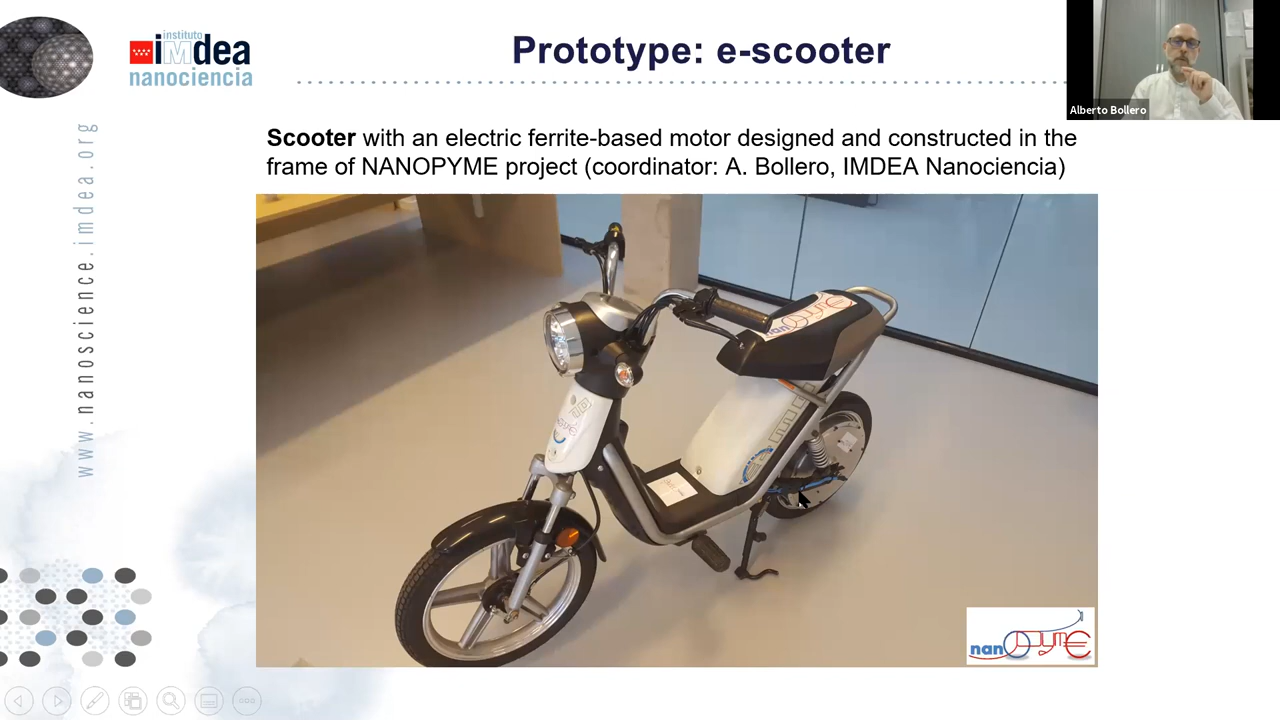 instituto
imdea
nanociencia
Prototype: e-scooter
Alberto Bollero
Scooter with an electric ferrite-based motor designed and constructed in the
frame of NANOPYME project (coordinator: A. Bollero, IMDEA Nanociencia)
www.nanoscience.imdea.org
nanOpymE